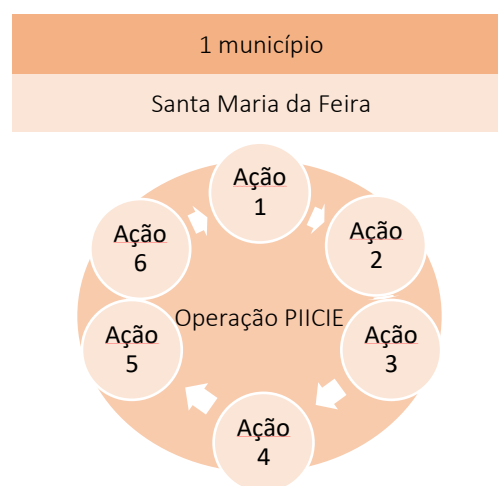 1 município
Santa Maria da Feira
Ação
1
Ação
2
Ação
3
Ação
4
Ação
5
Ação
6
Operação PIICIE